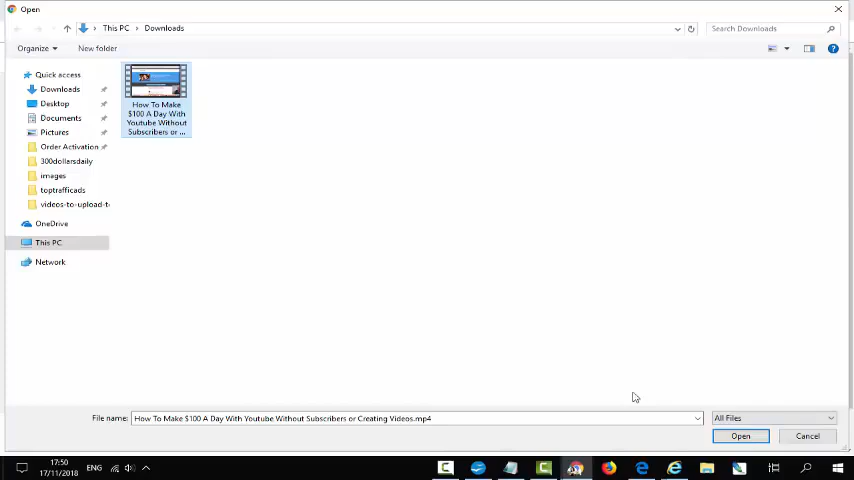 Open
This PC
Downloads
Search Downloads
Organize
New folder
Quick access
Downloads
Desktop
Documents
Pictures
Order Activation
300dollarsdaily
images
toptrafficads
videos-to-upload-t
OneDrive
This PC
Network
How To Make
$100 A Day With
Youtube Without
Subscribers or ...
File name:
How To Make $100 A Day With Youtube Without Subscribers or Creating Videos.mp4
All Files
Open
Cancel
17:50
17/11/2018
ENG